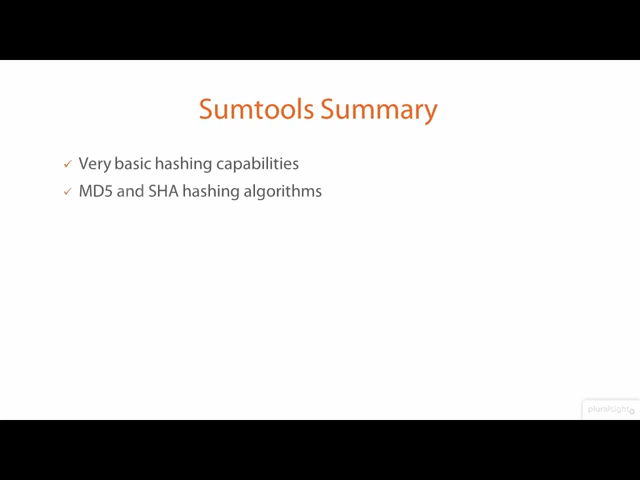 Sumtools Summary
Very basic hashing capabilities
MD5 and SHA hashing algorithms
pluralsight